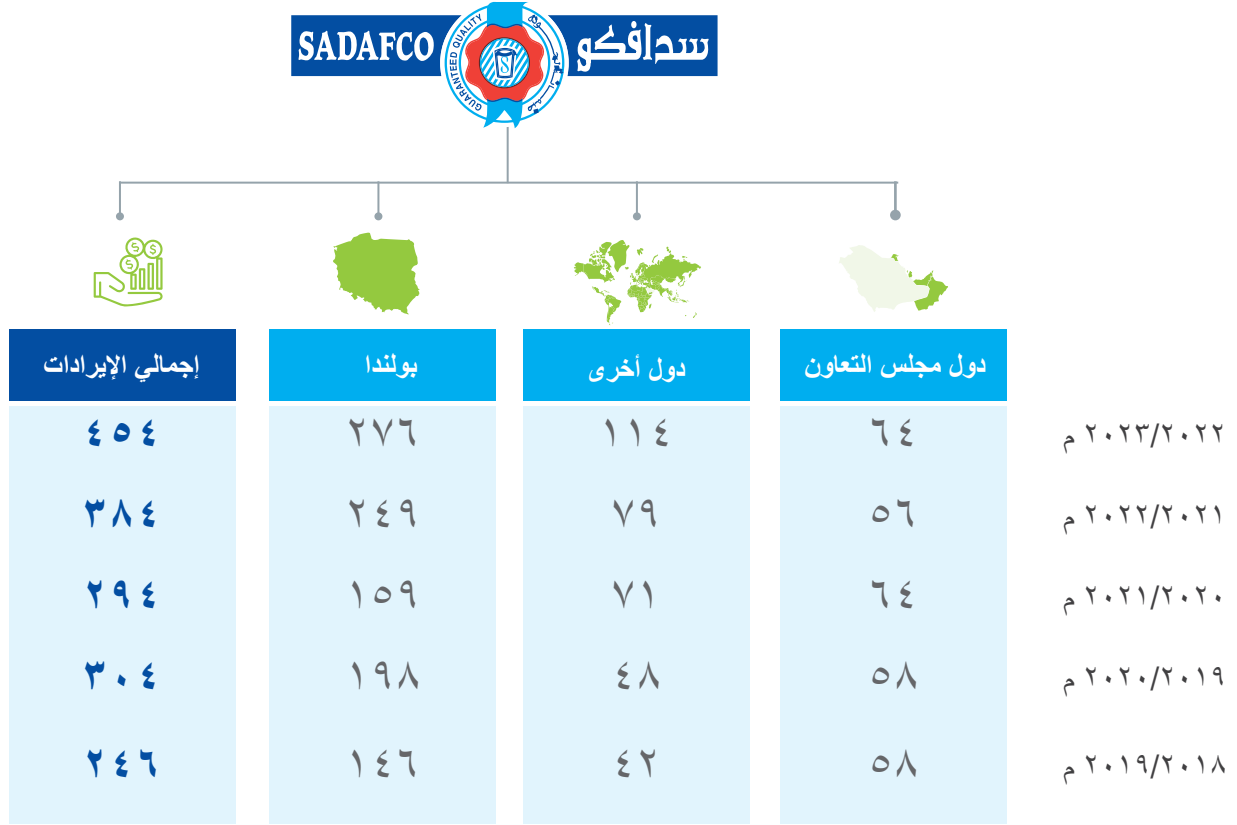 SADAFCO سدافكو
GUARANTEED QUALITY
دول مجلس التعاون دول أخرى بولندا إجمالي الإيرادات
٢٠٢٣/٢٠٢٢ م ٦٤ ١١٤ ٢٧٦ ٤٥٤
٢٠٢٢/٢٠٢١ م ٥٦ ٧٩ ٢٤٩ ٣٨٤
٢٠٢١/٢٠٢٠ م ٦٤ ٧١ ١٥٩ ٢٩٤
٢٠٢٠/٢٠١٩ م ٥٨ ٤٨ ١٩٨ ٣٠٤
٢٠١٩/٢٠١٨ م ٥٨ ٤٢ ١٤٦ ٢٤٦